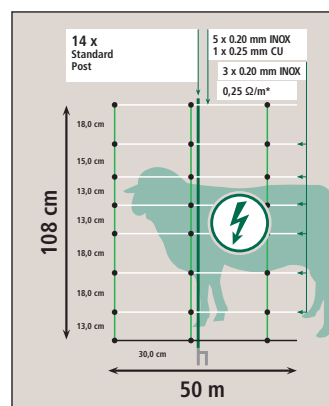 14 x
Standard
Post
5 x 0.20 mm INOX
1 x 0.25 mm CU
3 x 0.20 mm INOX
0,25 Ω/m*
18,0 cm
15,0 cm
13,0 cm
13,0 cm
18,0 cm
18,0 cm
13,0 cm
108 cm
30,0 cm
50 m